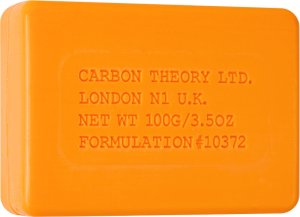 CARBON THEORY LTD.
LONDON N1 U.K.
NET WT 100G/3.5OZ
FORMULATION#10372